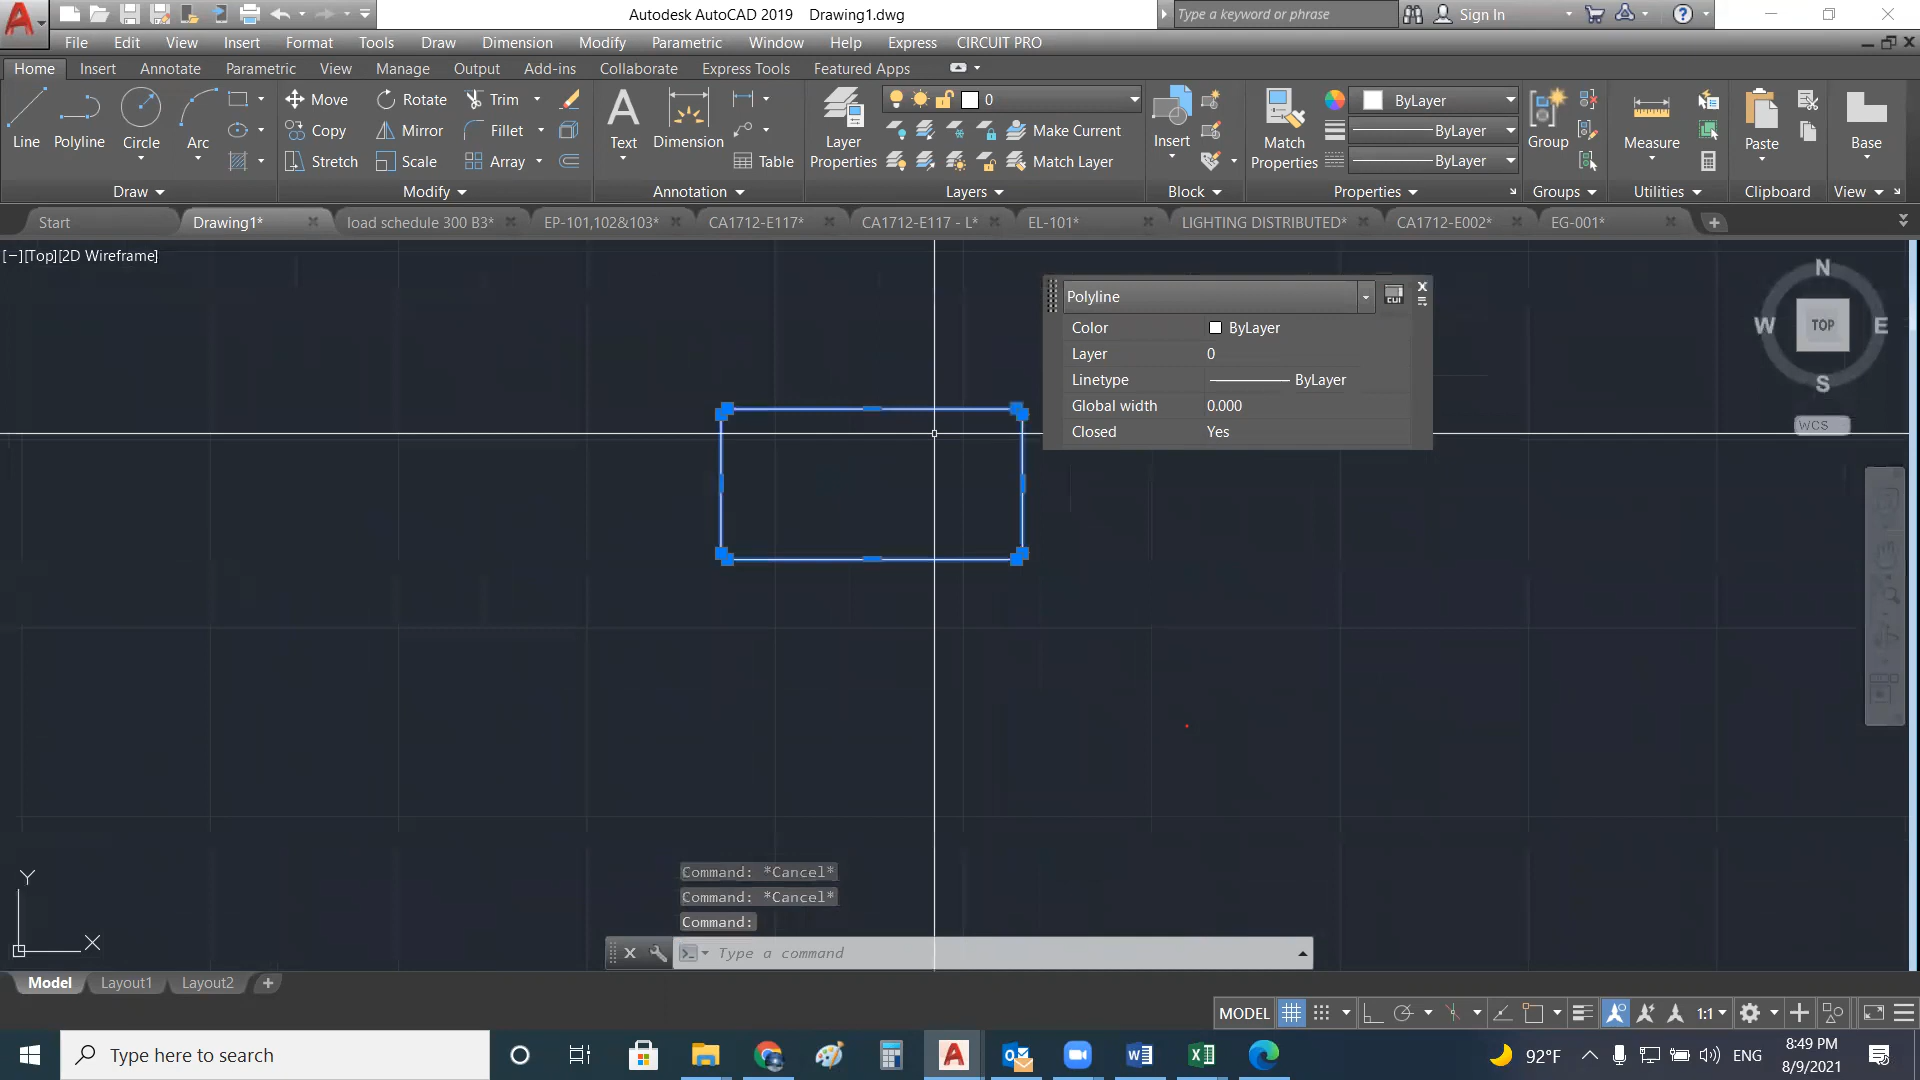 Autodesk AutoCAD 2019 Drawing1.dwg
Type a keyword or phrase
Sign In
File Edit View Insert Format Tools Draw Dimension Modify Parametric Window Help Express CIRCUIT PRO
Home Insert Annotate Parametric View Manage Output Add-ins Collaborate Express Tools Featured Apps
Move Rotate Trim 0 ByLayer
Copy Mirror Fillet Make Current ByLayer
Line Polyline Circle Arc Text Dimension Layer Insert Match Group Measure Paste Base
Stretch Scale Array Table Properties Match Layer Properties ByLayer
Draw Modify Annotation Layers Block Properties Groups Utilities Clipboard View
Start Drawing1* load schedule 300 B3* EP-101,102&103* CA1712-E117* CA1712-E117 - L* EL-101* LIGHTING DISTRIBUTED* CA1712-E002* EG-001*
[−][Top][2D Wireframe]
N
W TOP E
S
WCS
Polyline
CUI
Color ByLayer
Layer 0
Linetype ByLayer
Global width 0.000
Closed Yes
Y
X
Command: *Cancel*
Command: *Cancel*
Command:
Type a command
Model Layout1 Layout2
MODEL 1:1
Type here to search
92°F ENG
8:49 PM
8/9/2021